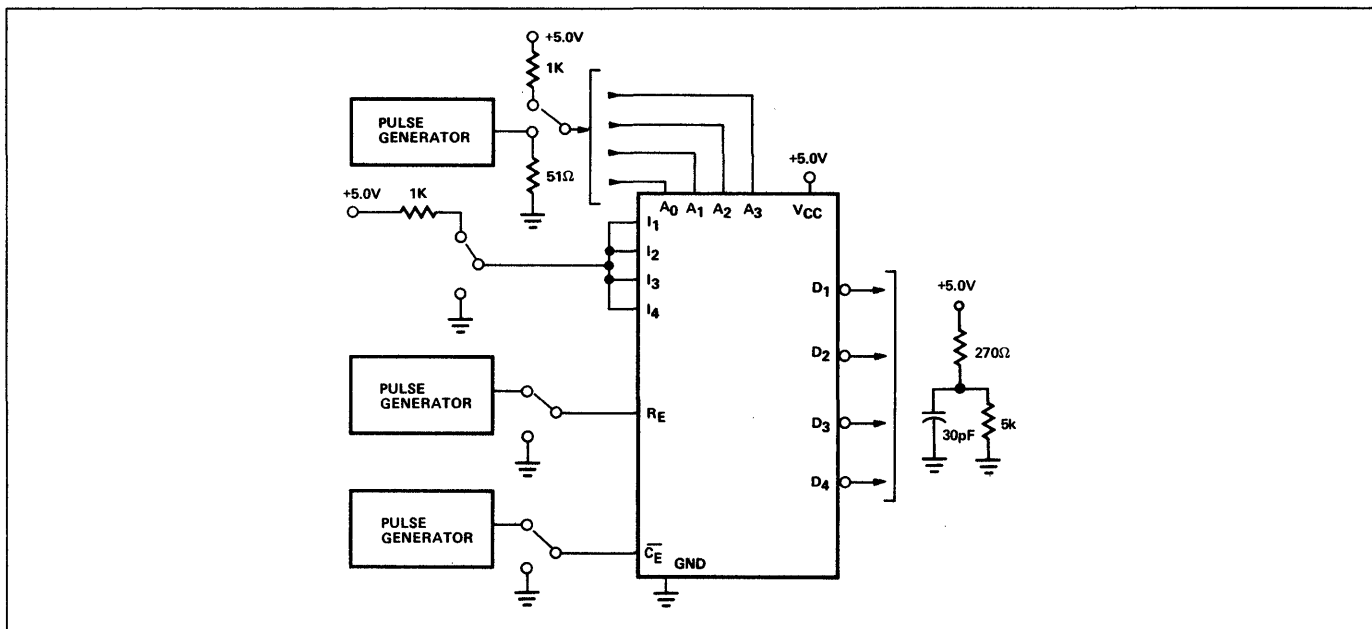 +5.0V
1K
PULSE
GENERATOR
51Ω
+5.0V
A0 A1 A2 A3
VCC
+5.0V
1K
I1
I2
I3
I4
D1
D2
D3
D4
+5.0V
270Ω
30pF
5k
PULSE
GENERATOR
RE
PULSE
GENERATOR
C̅E̅
GND